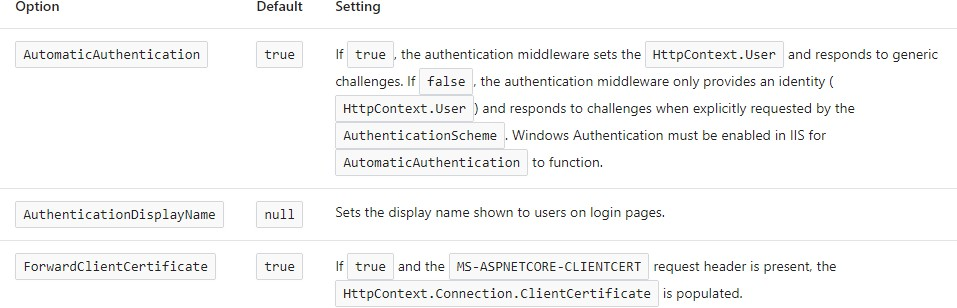 Option Default Setting
AutomaticAuthentication true If true , the authentication middleware sets the HttpContext.User and responds to generic
challenges. If false , the authentication middleware only provides an identity (
HttpContext.User ) and responds to challenges when explicitly requested by the
AuthenticationScheme . Windows Authentication must be enabled in IIS for
AutomaticAuthentication to function.
AuthenticationDisplayName null Sets the display name shown to users on login pages.
ForwardClientCertificate true If true and the MS-ASPNETCORE-CLIENTCERT request header is present, the
HttpContext.Connection.ClientCertificate is populated.